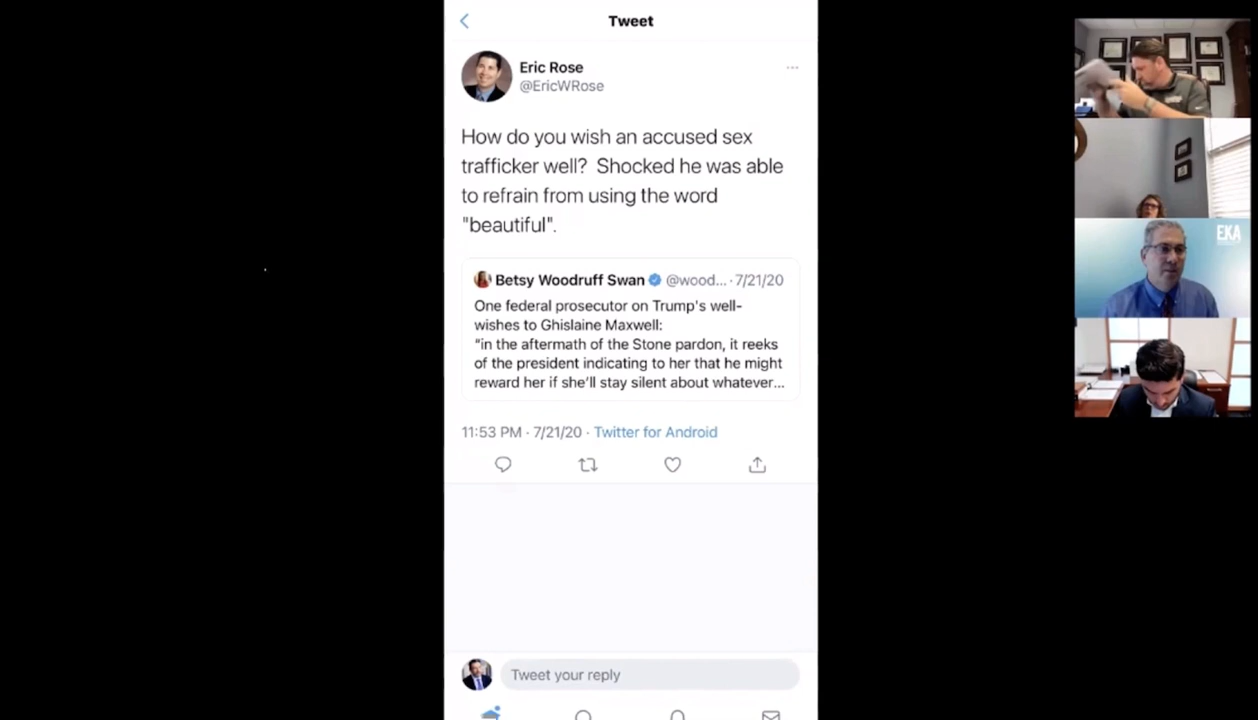 Tweet
Eric Rose
@EricWRose
How do you wish an accused sex
trafficker well?  Shocked he was able
to refrain from using the word
"beautiful".
Betsy Woodruff Swan @wood... · 7/21/20
One federal prosecutor on Trump's well-
wishes to Ghislaine Maxwell:
“in the aftermath of the Stone pardon, it reeks
of the president indicating to her that he might
reward her if she’ll stay silent about whatever...
11:53 PM · 7/21/20 · Twitter for Android
Tweet your reply
EKA